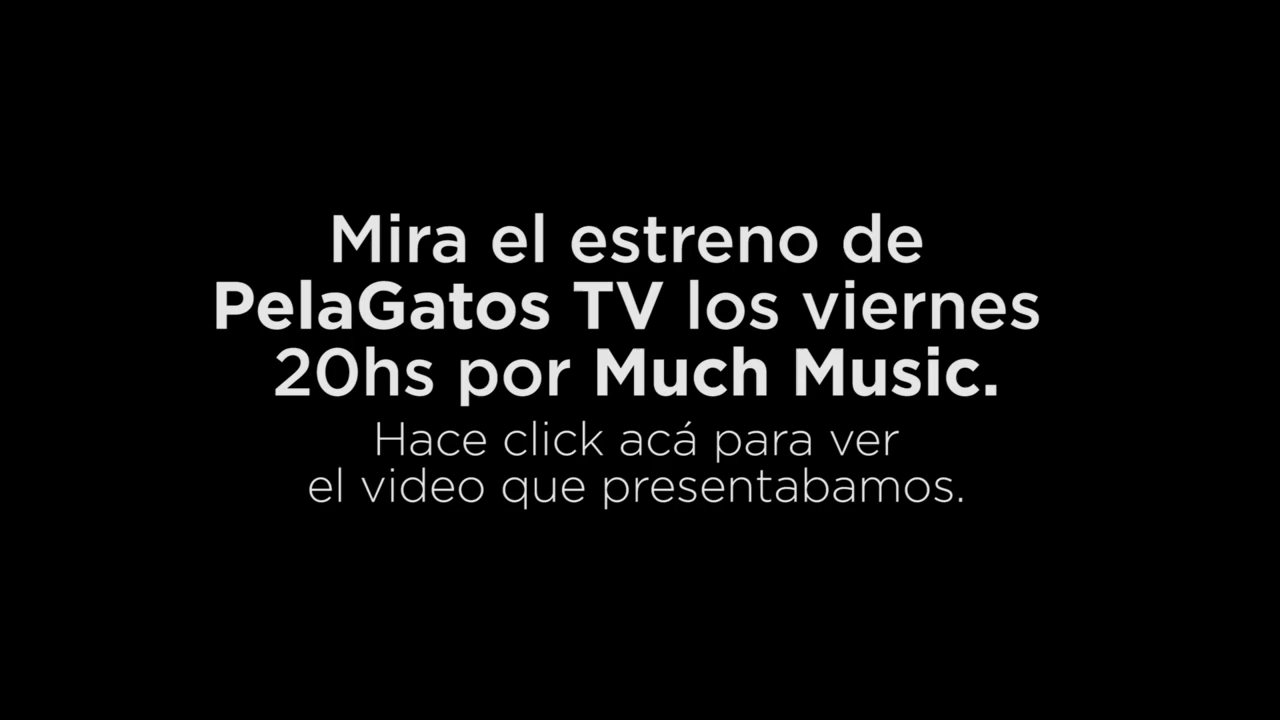 Mira el estreno de
PelaGatos TV los viernes
20hs por Much Music.
Hace click acá para ver
el video que presentabamos.